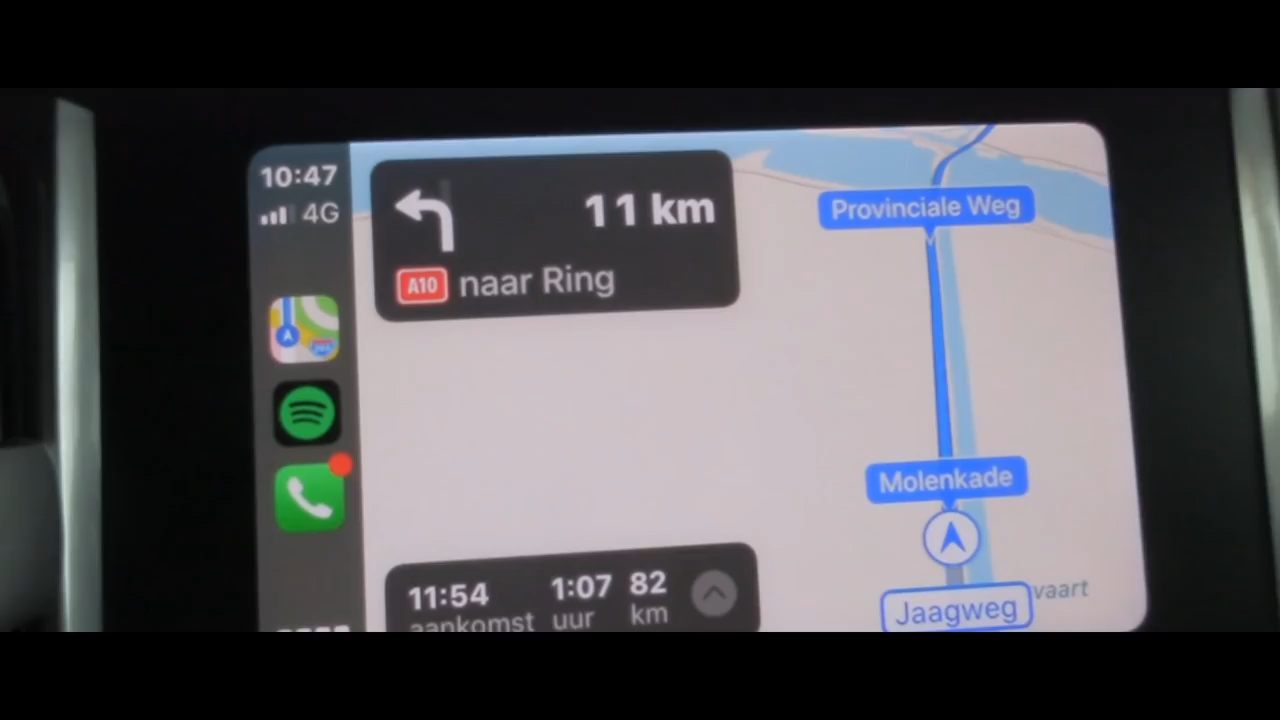 10:47
4G
11 km
A10 naar Ring
Provinciale Weg
Molenkade
Jaagweg
vaart
11:54 1:07 82
aankomst uur km